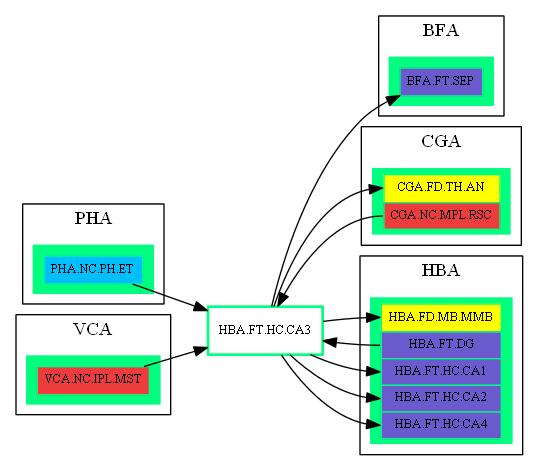 BFA
BFA.FT.SEP
CGA
CGA.FD.TH.AN
CGA.NC.MPL.RSC
PHA
PHA.NC.PH.ET
HBA
HBA.FD.MB.MMB
HBA.FT.DG
HBA.FT.HC.CA1
HBA.FT.HC.CA2
HBA.FT.HC.CA4
VCA
VCA.NC.IPL.MST
HBA.FT.HC.CA3